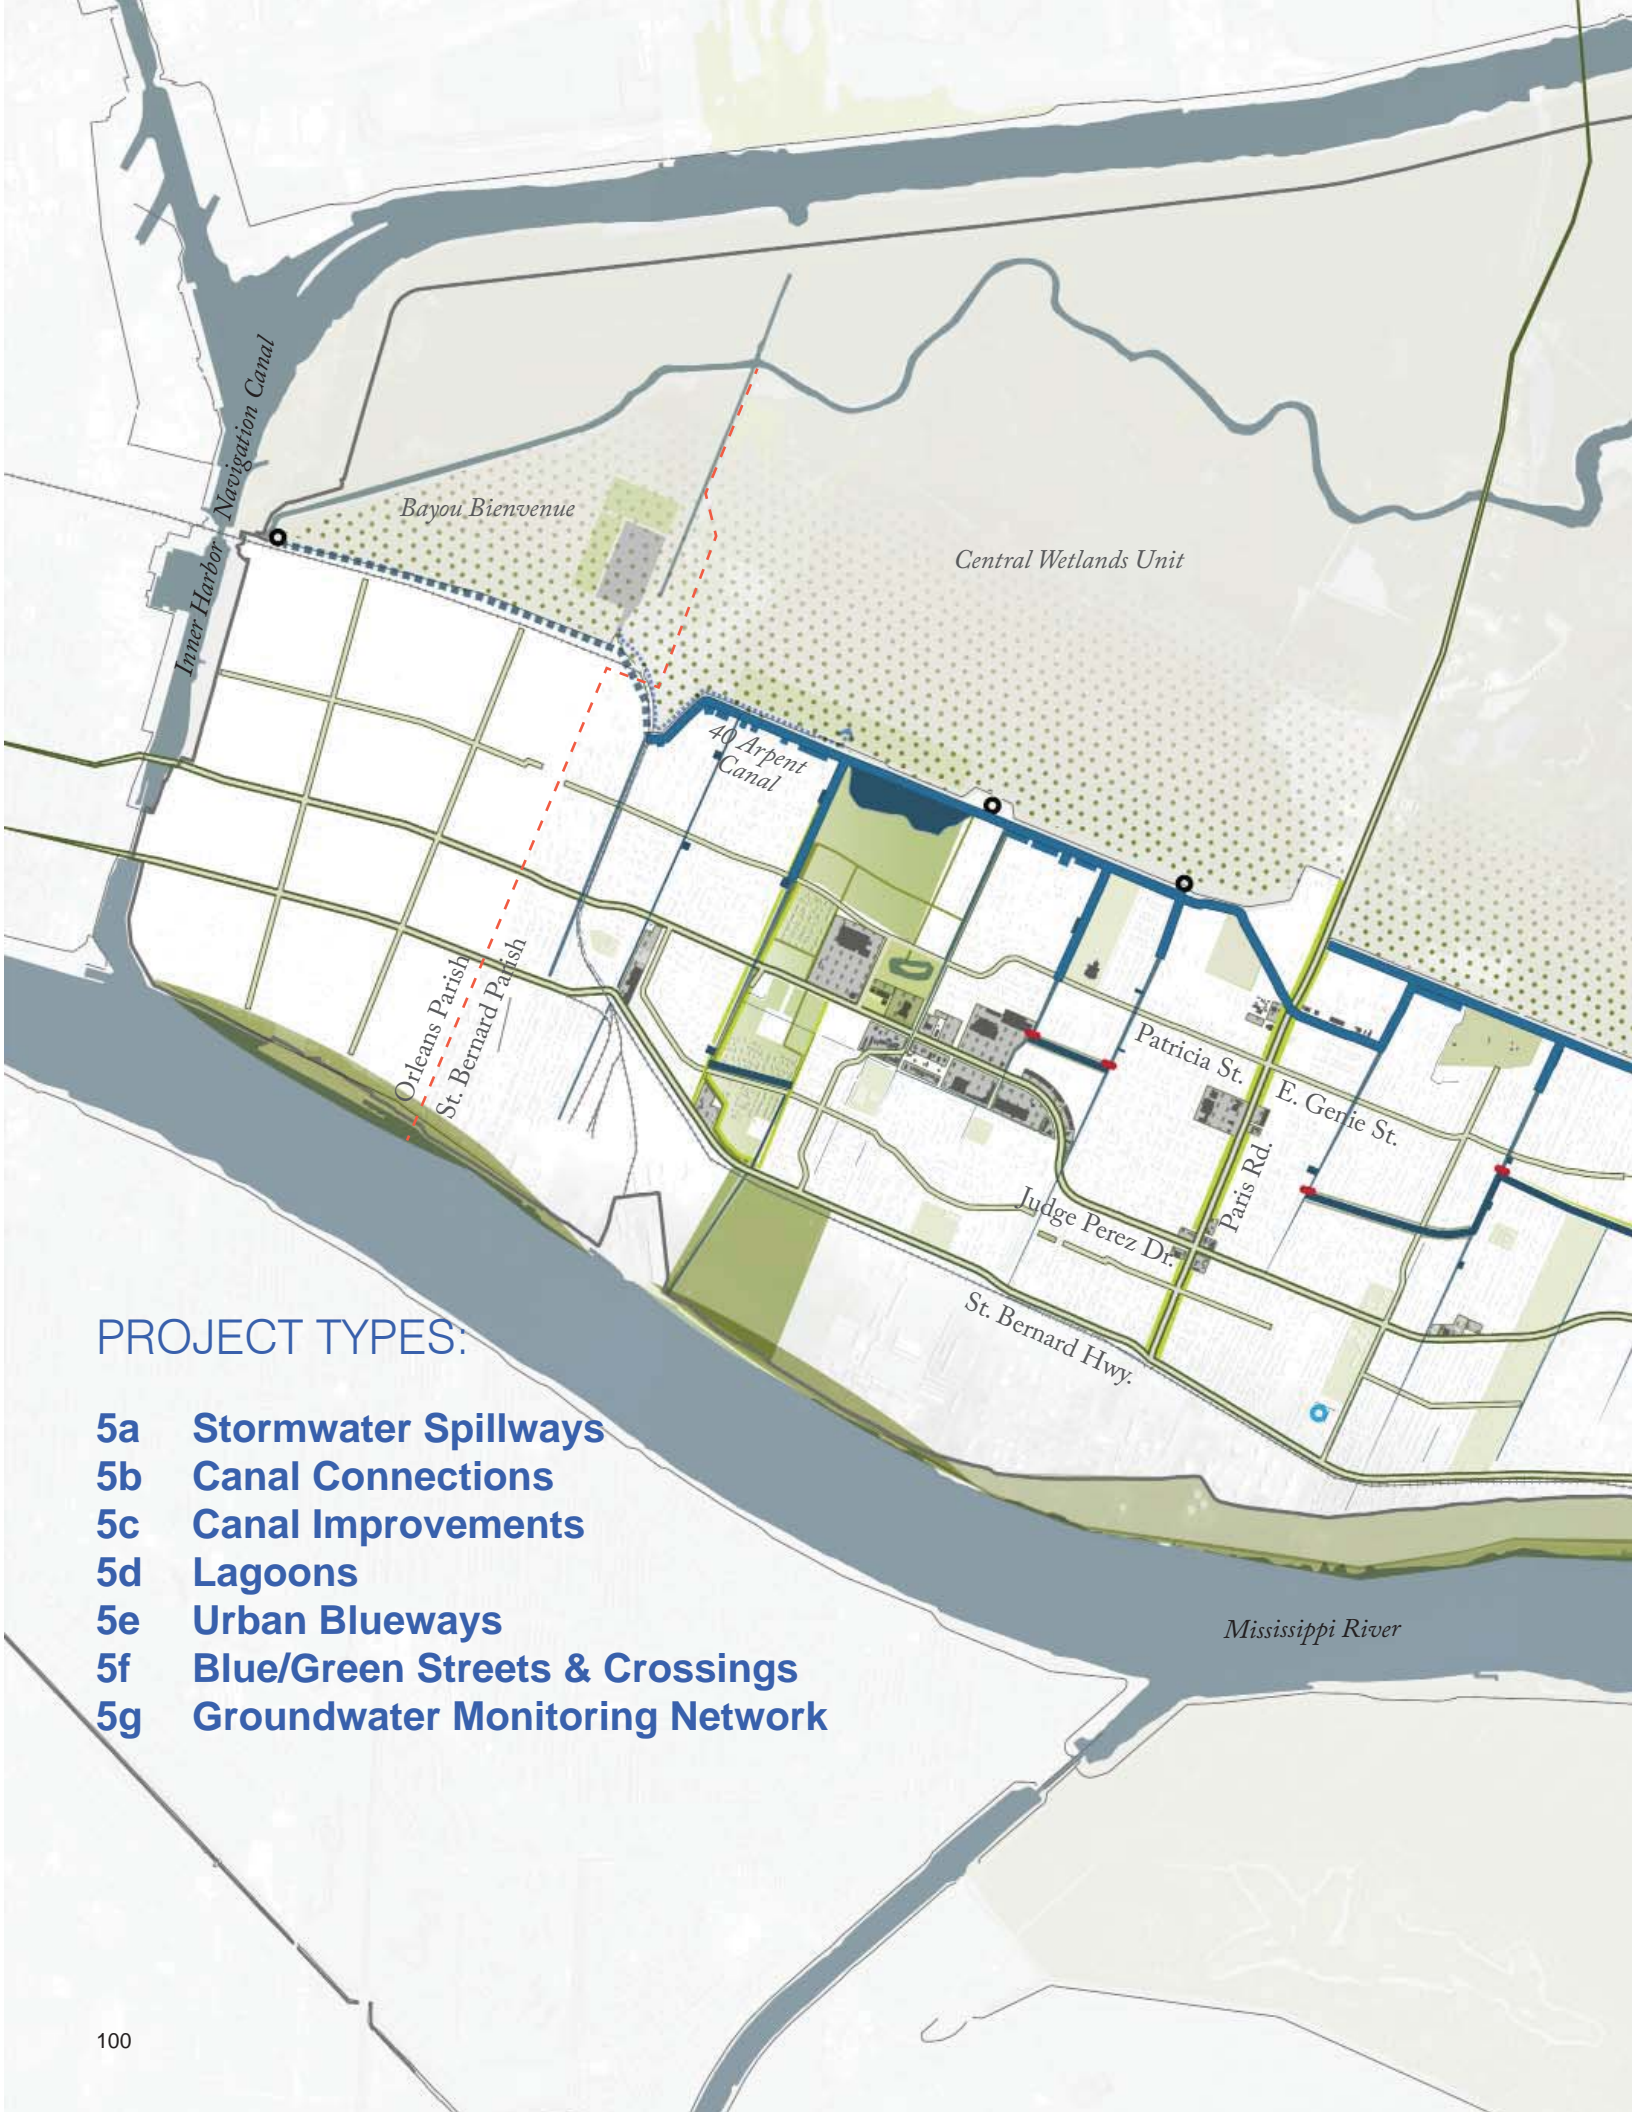 Inner Harbor Navigation Canal
Bayou Bienvenue
Central Wetlands Unit
40 Arpent
Canal
Orleans Parish
St. Bernard Parish
Patricia St.
E. Genie St.
Paris Rd.
Judge Perez Dr.
St. Bernard Hwy.
PROJECT TYPES:
5a Stormwater Spillways
5b Canal Connections
5c Canal Improvements
5d Lagoons
5e Urban Blueways
5f Blue/Green Streets & Crossings
5g Groundwater Monitoring Network
Mississippi River
100